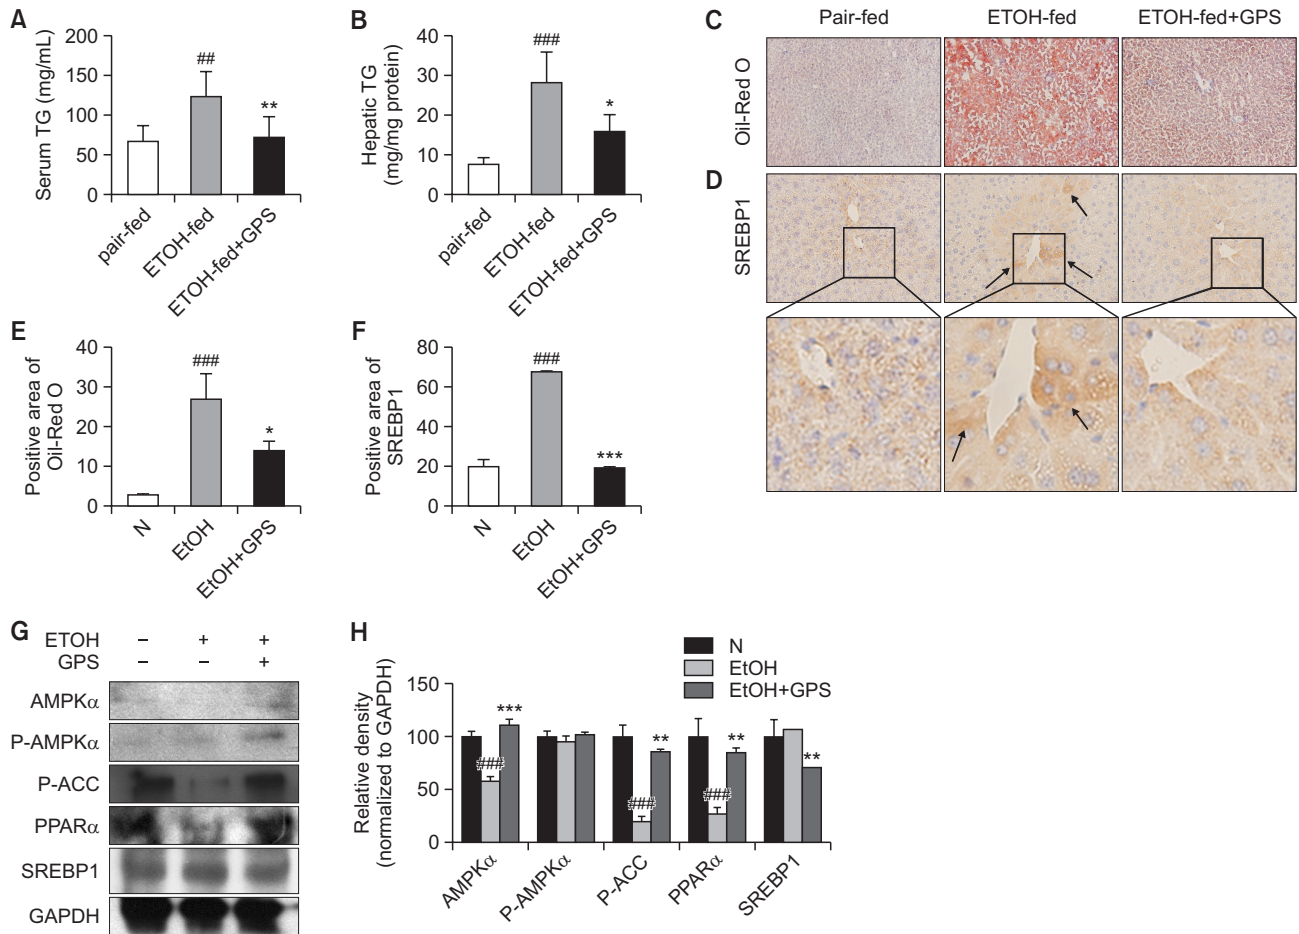 A
Serum TG (mg/mL)
200
150
100
50
0
##
**
pair-fed
ETOH-fed
ETOH-fed+GPS
B
Hepatic TG
(mg/mg protein)
40
30
20
10
0
###
*
pair-fed
ETOH-fed
ETOH-fed+GPS
C
Pair-fed
ETOH-fed
ETOH-fed+GPS
Oil-Red O
D
SREBP1
E
Positive area of
Oil-Red O
40
30
20
10
0
###
*
N
EtOH
EtOH+GPS
F
Positive area of
SREBP1
80
60
40
20
0
###
***
N
EtOH
EtOH+GPS
G
ETOH – + +
GPS – – +
AMPKα
P-AMPKα
P-ACC
PPARα
SREBP1
GAPDH
H
N
EtOH
EtOH+GPS
Relative density
(normalized to GAPDH)
150
100
50
0
###
***
###
**
###
**
**
AMPKα
P-AMPKα
P-ACC
PPARα
SREBP1